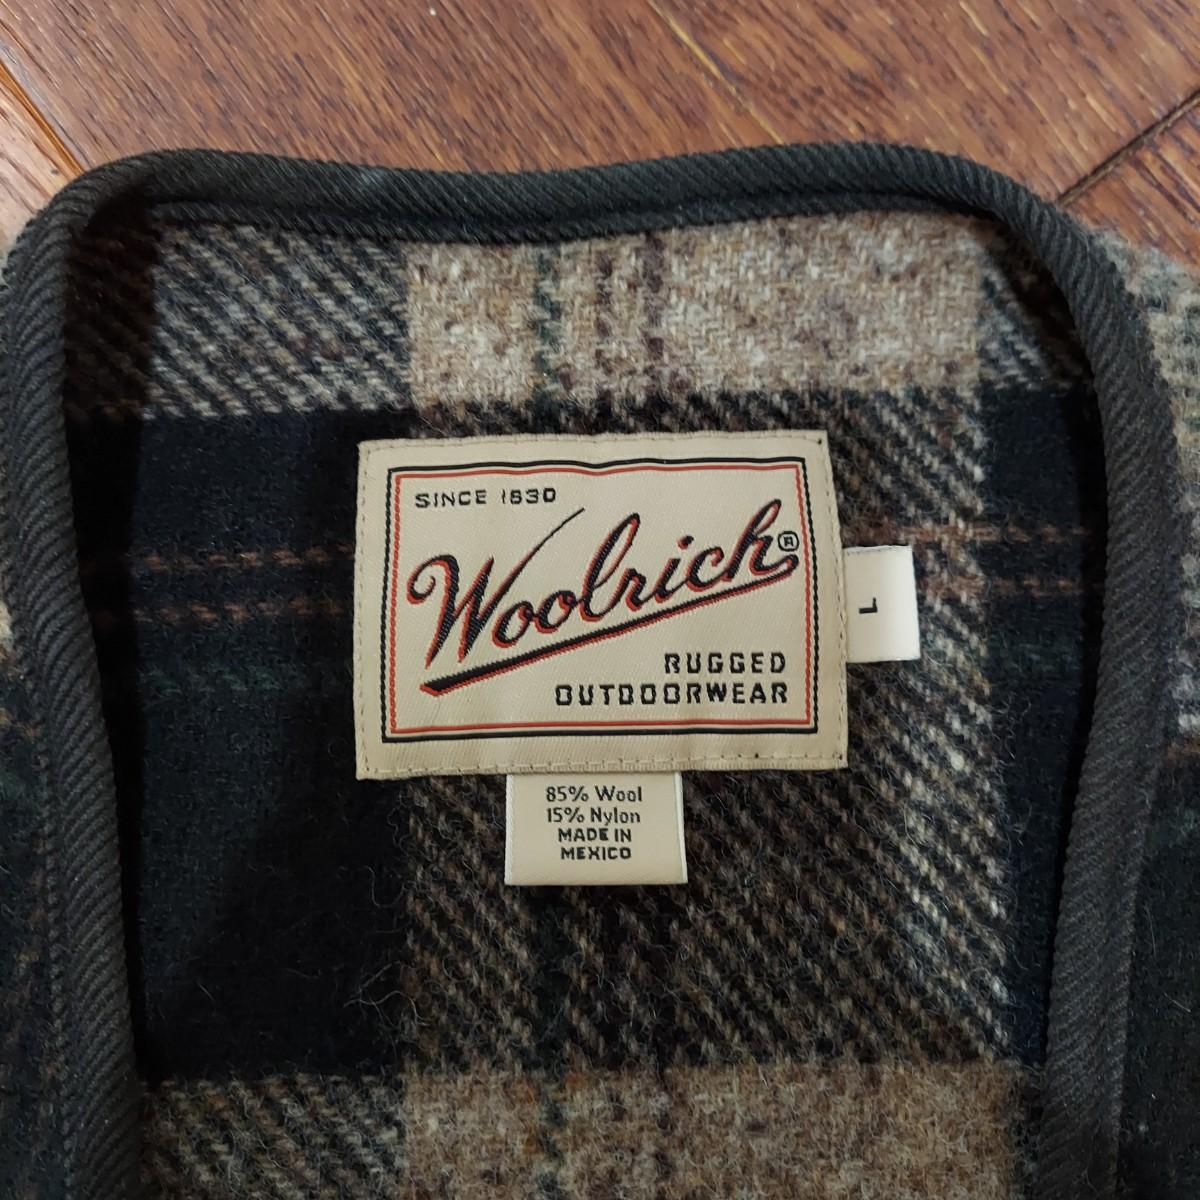 SINCE 1830
Woolrich®
RUGGED
OUTDOORWEAR
L
85% Wool
15% Nylon
MADE IN
MEXICO